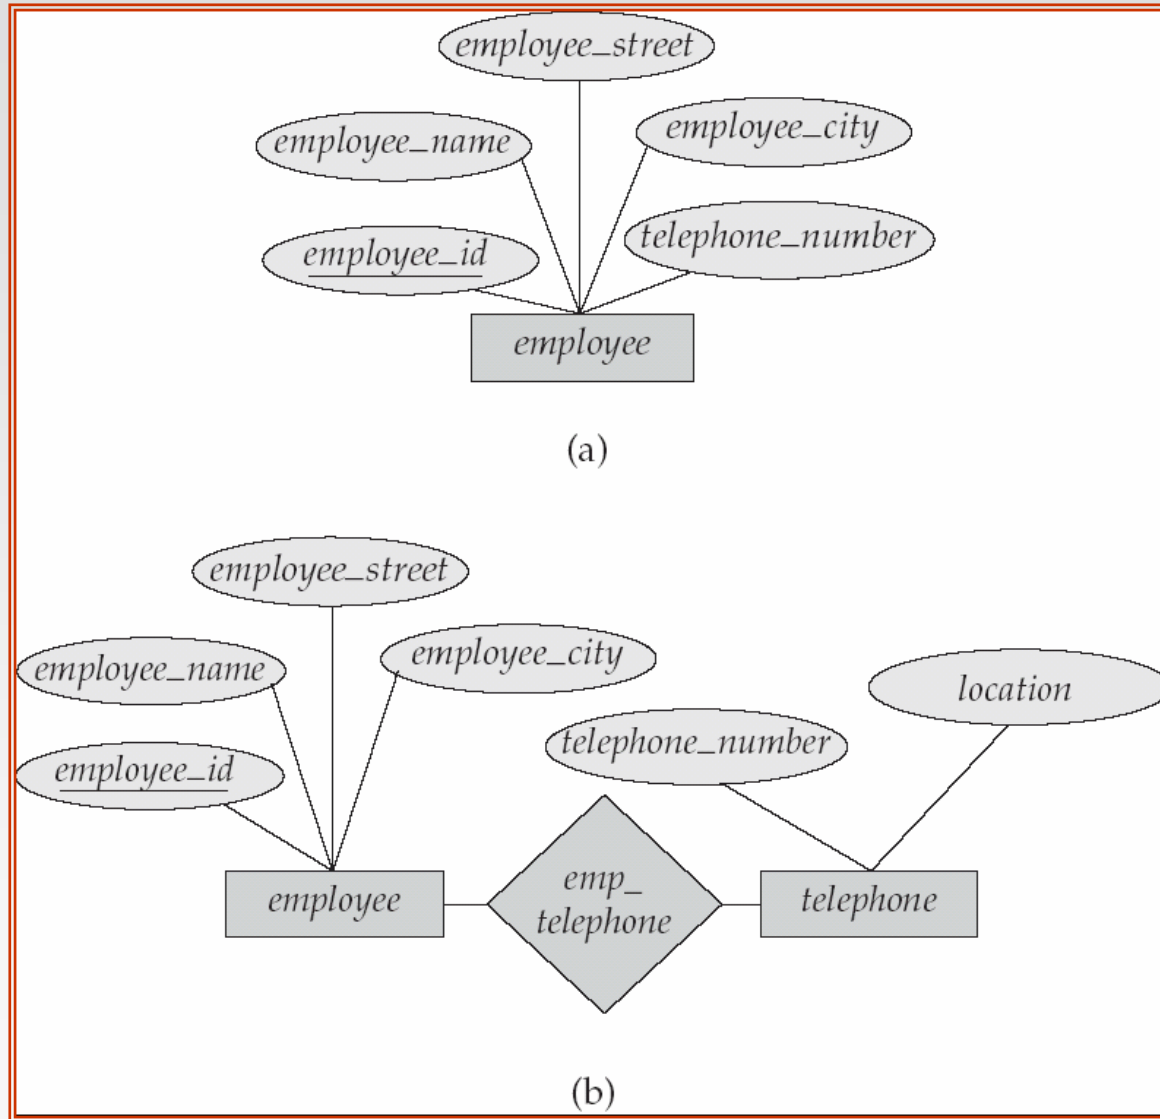 employee_street
employee_name
employee_city
employee_id
telephone_number
employee
(a)
employee_street
employee_name
employee_city
location
telephone_number
employee_id
employee
emp_
telephone
telephone
(b)